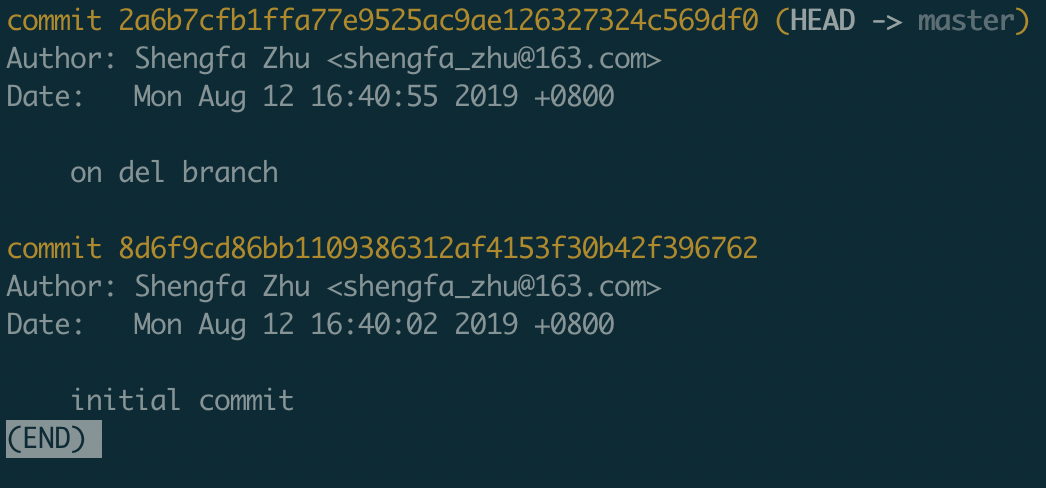 commit 2a6b7cfb1ffa77e9525ac9ae126327324c569df0 (HEAD -> master)
Author: Shengfa Zhu <shengfa_zhu@163.com>
Date:   Mon Aug 12 16:40:55 2019 +0800
    on del branch
commit 8d6f9cd86bb1109386312af4153f30b42f396762
Author: Shengfa Zhu <shengfa_zhu@163.com>
Date:   Mon Aug 12 16:40:02 2019 +0800
    initial commit
(END)